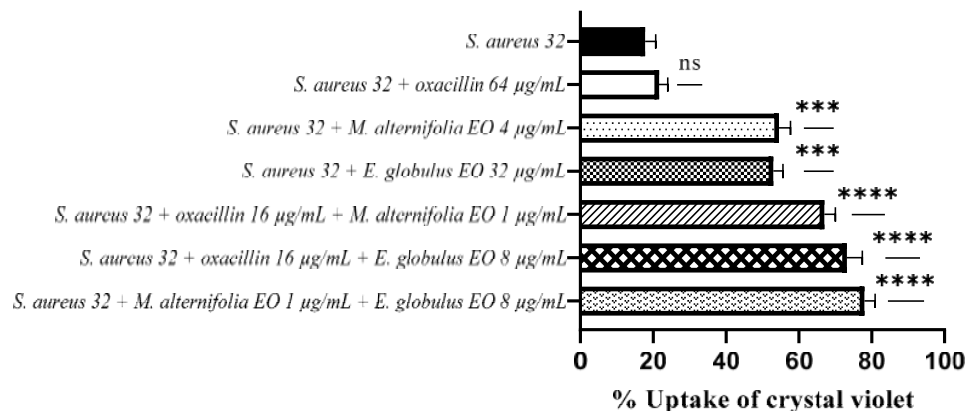 S. aureus 32
ns
S. aureus 32 + oxacillin 64 µg/mL
***
S. aureus 32 + M. alternifolia EO 4 µg/mL
***
S. aureus 32 + E. globulus EO 32 µg/mL
****
S. aureus 32 + oxacillin 16 µg/mL + M. alternifolia EO 1 µg/mL
****
S. aureus 32 + oxacillin 16 µg/mL + E. globulus EO 8 µg/mL
****
S. aureus 32 + M. alternifolia EO 1 µg/mL + E. globulus EO 8 µg/mL
0 20 40 60 80 100
% Uptake of crystal violet